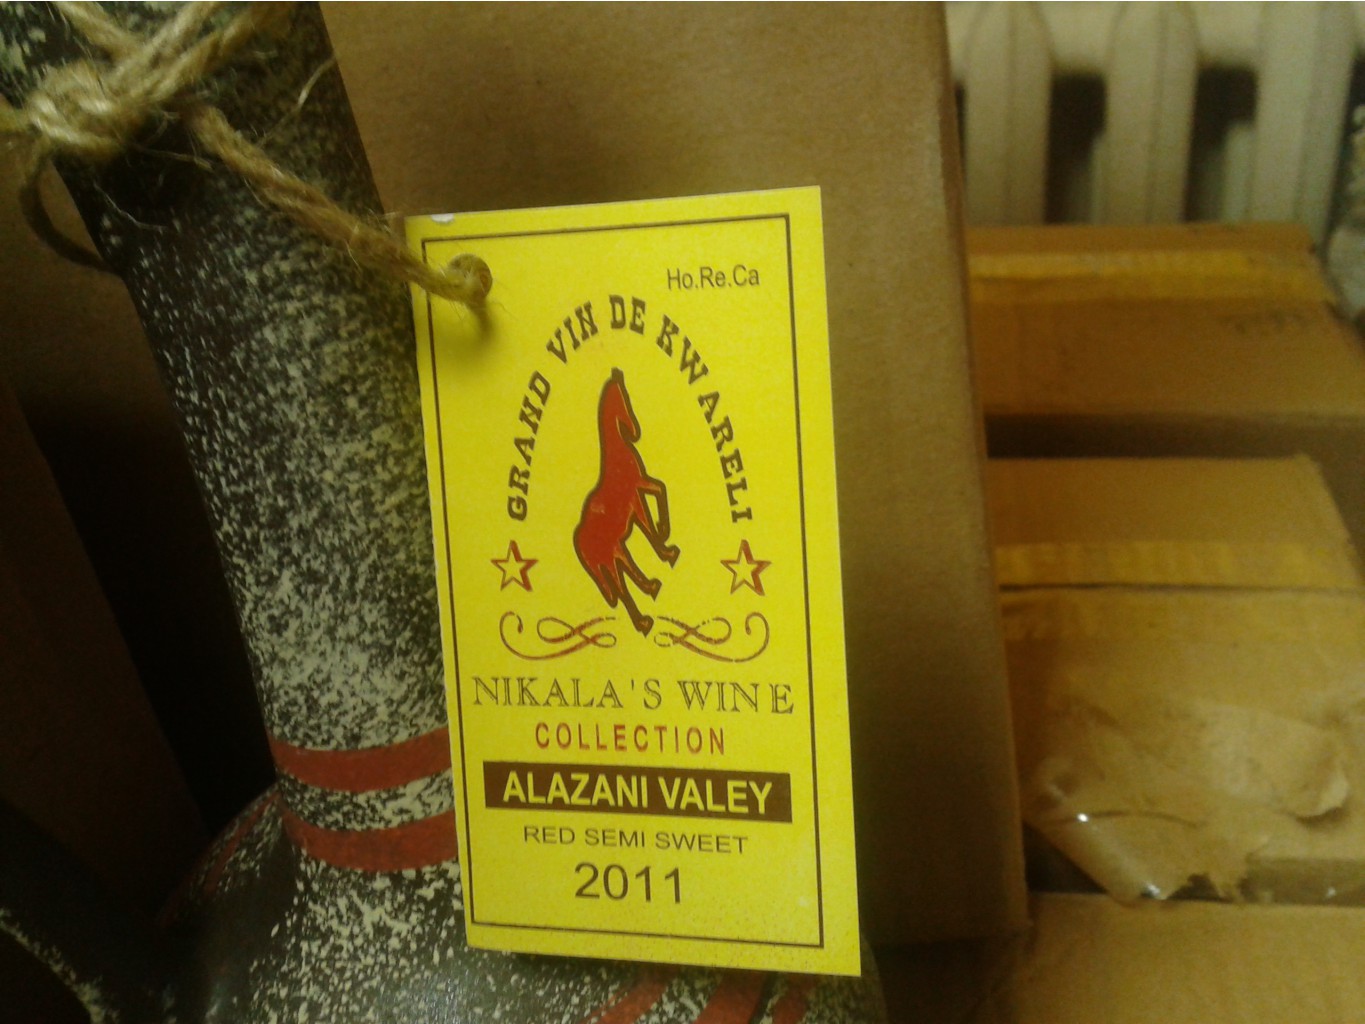 Ho.Re.Ca
GRAND VIN DE KWARELI
NIKALA'S WINE
COLLECTION
ALAZANI VALEY
RED SEMI SWEET
2011